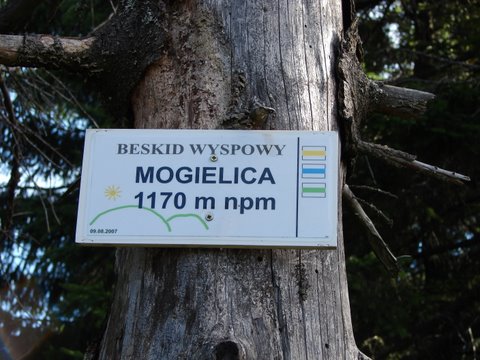 BESKID WYSPOWY
MOGIELICA
1170 m npm
09.08.2007